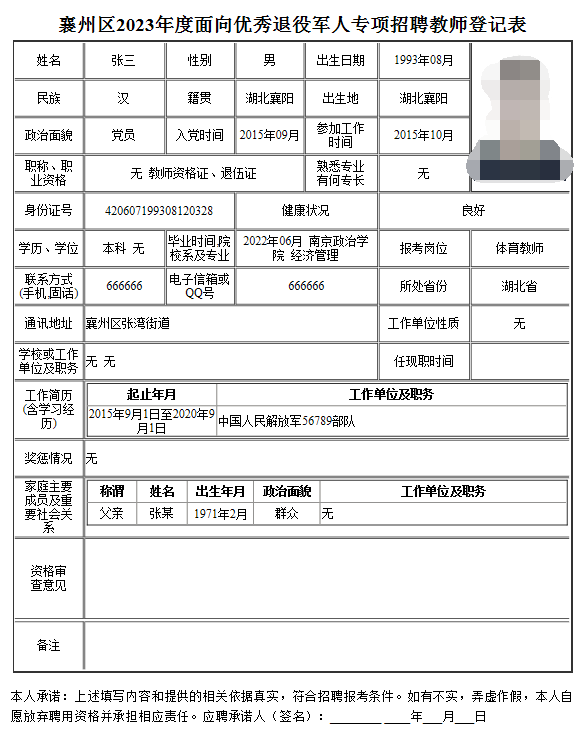 襄州区2023年度面向优秀退役军人专项招聘教师登记表
姓名 张三 性别 男 出生日期 1993年08月
民族 汉 籍贯 湖北襄阳 出生地 湖北襄阳
政治面貌 党员 入党时间 2015年09月 参加工作
时间 2015年10月
职称、职
业资格 无 教师资格证、退伍证 熟悉专业
有何专长 无
身份证号 420607199308120328 健康状况 良好
学历、学位 本科 无 毕业时间,院
校系及专业 2022年06月 南京政治学
院 经济管理 报考岗位 体育教师
联系方式
(手机,固话) 666666 电子信箱或
QQ号 666666 所处省份 湖北省
通讯地址 襄州区张湾街道 工作单位性质 无
学校或工作
单位及职务 无 无 任现职时间
工作简历
(含学习经
历) 起止年月 工作单位及职务
2015年9月1日至2020年9
月1日 中国人民解放军56789部队
奖惩情况 无
家庭主要
成员及重
要社会关
系 称谓 姓名 出生年月 政治面貌 工作单位及职务
父亲 张某 1971年2月 群众 无
资格审
查意见
备注
本人承诺：上述填写内容和提供的相关依据真实，符合招聘报考条件。如有不实，弄虚作假，本人自
愿放弃聘用资格并承担相应责任。应聘承诺人（签名）：________ ____年___月___日